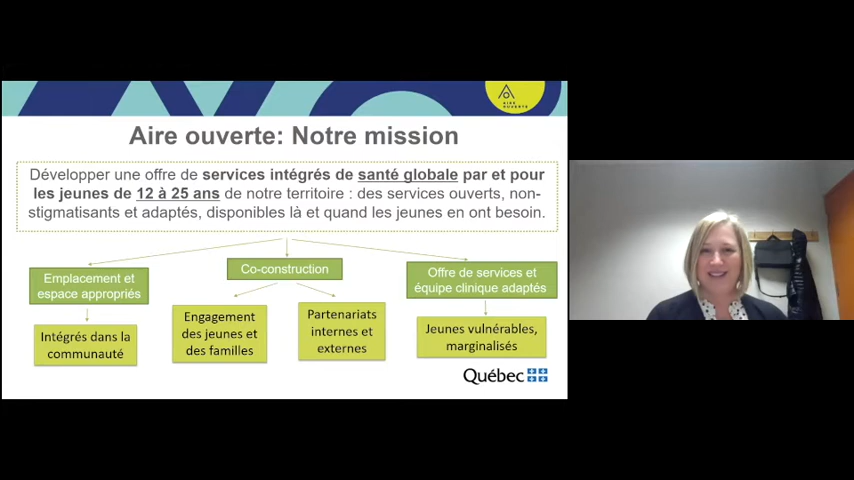 AIRE
OUVERTE
Aire ouverte: Notre mission
Développer une offre de services intégrés de santé globale par et pour
les jeunes de 12 à 25 ans de notre territoire : des services ouverts, non-
stigmatisants et adaptés, disponibles là et quand les jeunes en ont besoin.
Emplacement et
espace appropriés
Intégrés dans la
communauté
Co-construction
Engagement
des jeunes et
des familles
Partenariats
internes et
externes
Offre de services et
équipe clinique adaptés
Jeunes vulnérables,
marginalisés
Québec